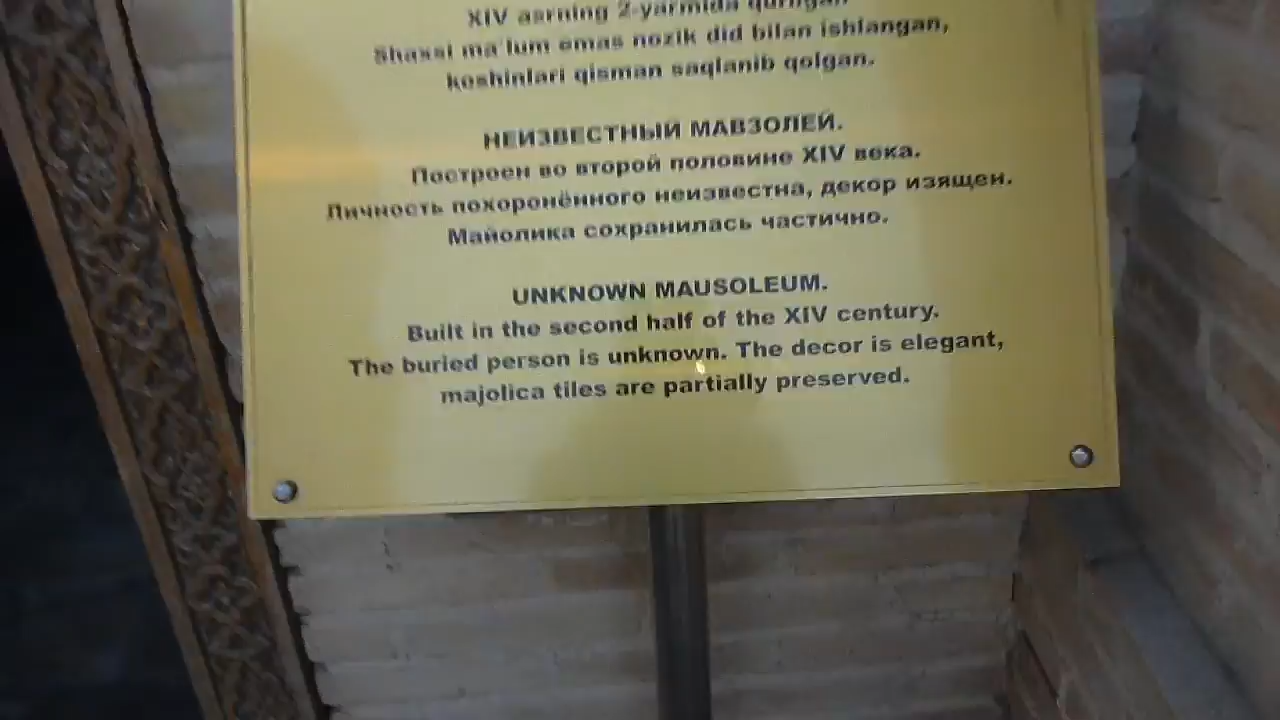 XIV asrning 2-yarmida qurilgan
Shaxsi ma'lum emas nozik did bilan ishlangan,
koshinlari qisman saqlanib qolgan.
НЕИЗВЕСТНЫЙ МАВЗОЛЕЙ.
Построен во второй половине XIV века.
Личность похоронённого неизвестна, декор изящен.
Майолика сохранилась частично.
UNKNOWN MAUSOLEUM.
Built in the second half of the XIV century.
The buried person is unknown. The decor is elegant,
majolica tiles are partially preserved.